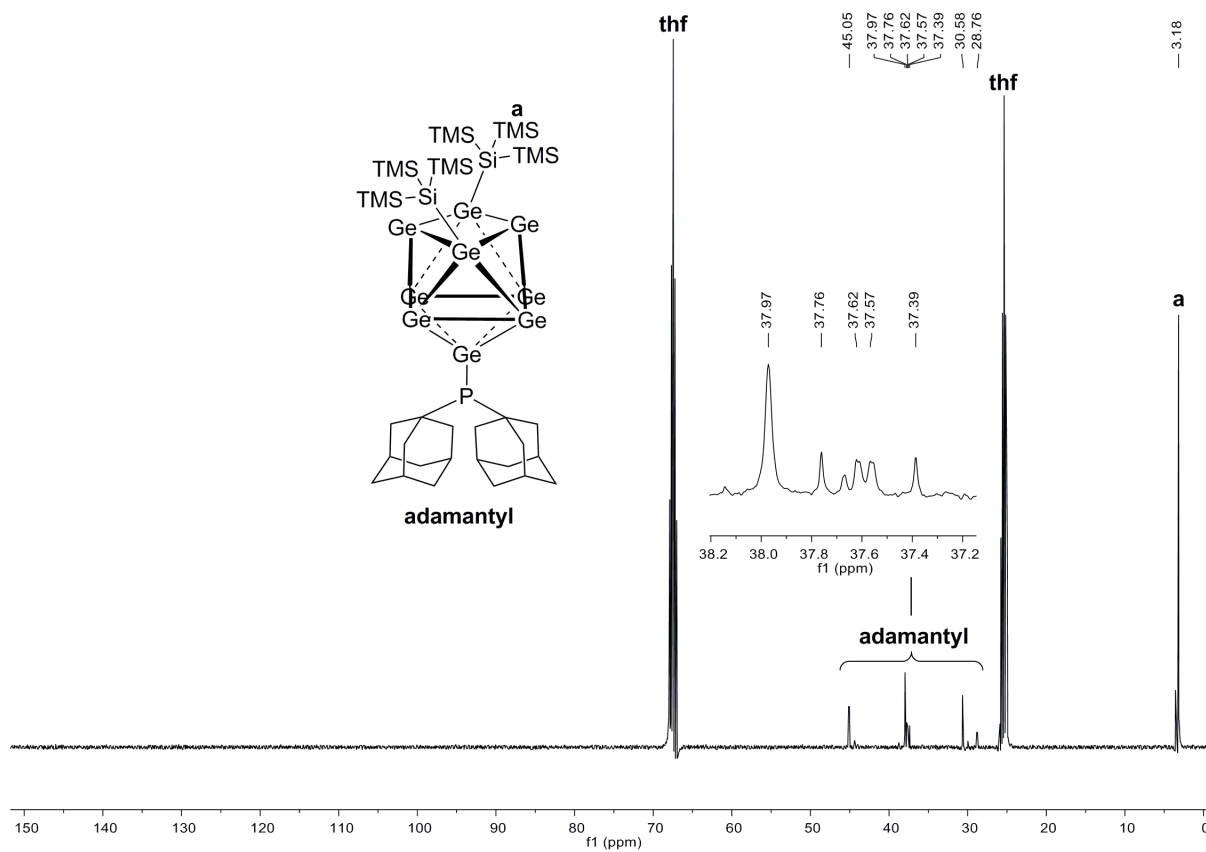 thf
45.05
37.97
37.76
37.62
37.57
37.39
30.58
28.76
3.18
thf
a
TMS
TMS
Si
TMS
TMS
TMS
TMS
Si
Ge
Ge
Ge
Ge
Ge
Ge
Ge
Ge
Ge
P
adamantyl
37.97
37.76
37.62
37.57
37.39
38.2 38.0 37.8 37.6 37.4 37.2
f1 (ppm)
a
adamantyl
150 140 130 120 110 100 90 80 70 60 50 40 30 20 10 0
f1 (ppm)